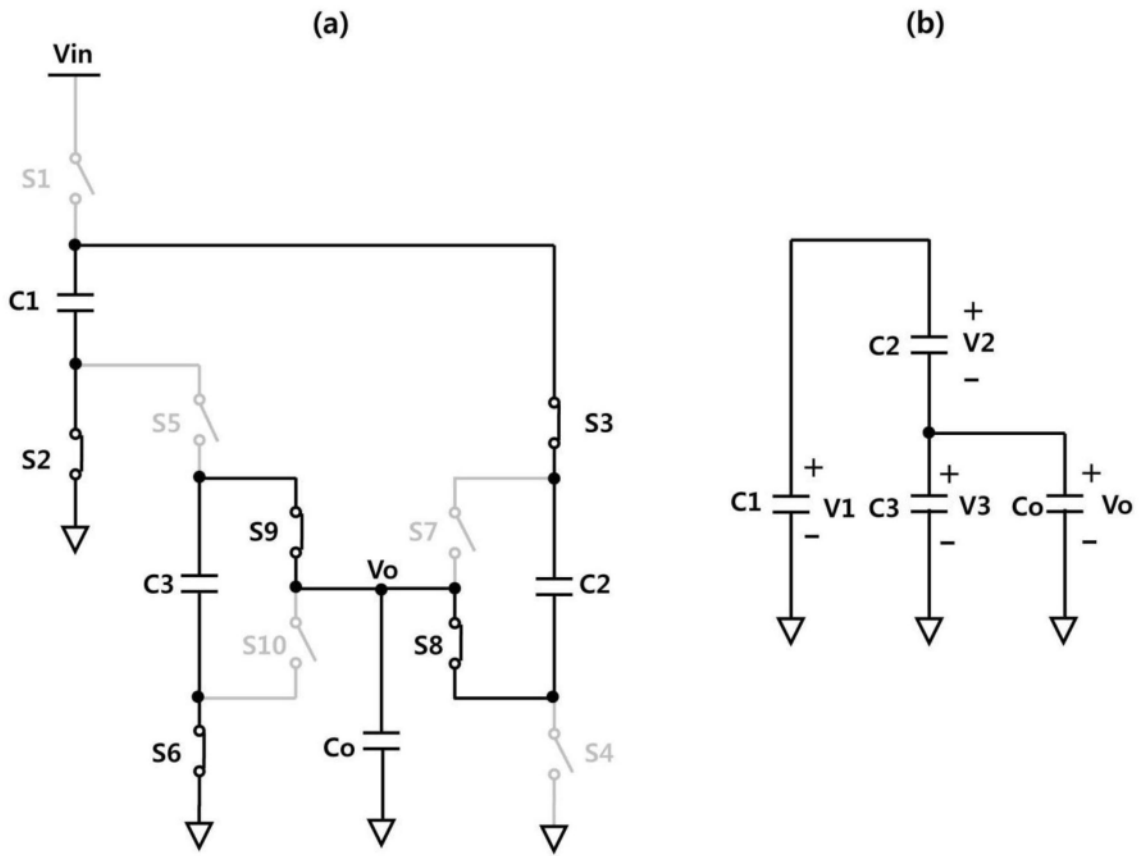 (a)
(b)
Vin
S1
C1
S5
S3
S2
S9
S7
C3
Vo
C2
S10
S8
S6
Co
S4
+
C2
V2
−
+
C1
V1
−
+
C3
V3
−
+
Co
Vo
−